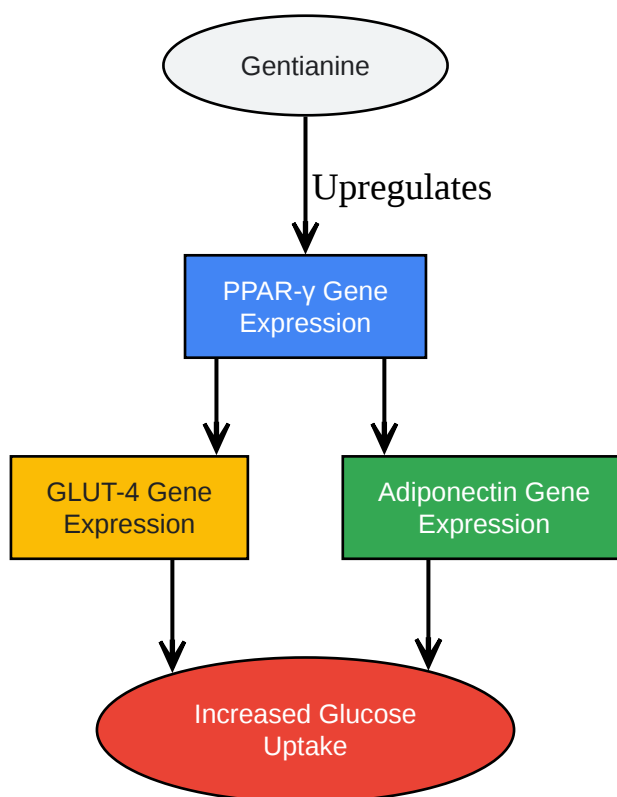 Gentianine
Upregulates
PPAR-γ Gene
Expression
GLUT-4 Gene
Expression
Adiponectin Gene
Expression
Increased Glucose
Uptake